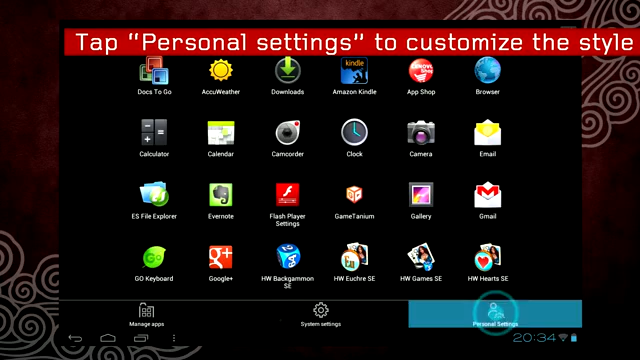 Tap “Personal settings” to customize the style
Docs To Go AccuWeather Downloads Amazon Kindle App Shop Browser
kindle
Calculator Calendar Camcorder Clock Camera Email
ES File Explorer Evernote Flash Player Settings GameTanium Gallery Gmail
GO Keyboard Google+ HW Backgammon SE HW Euchre SE HW Games SE HW Hearts SE
Manage apps System settings Personal Settings
20:34